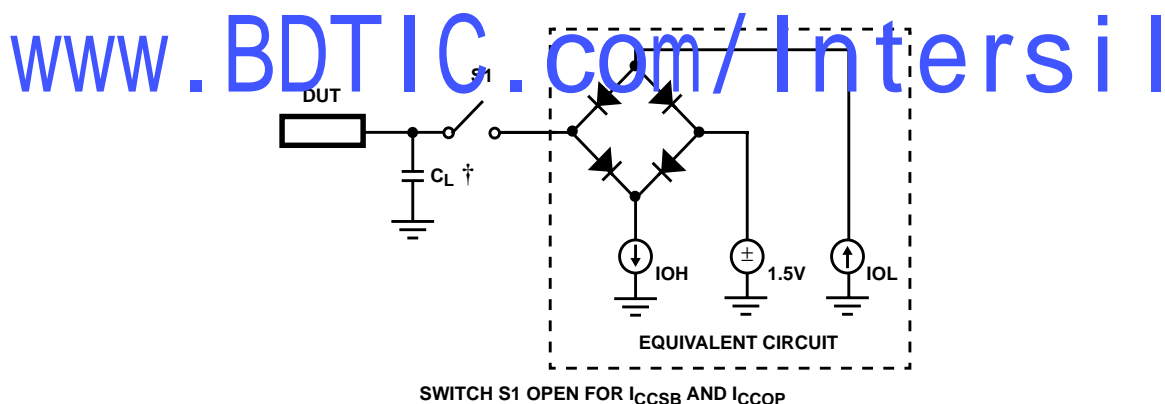 www.BDTIC.com/Intersil
S1
DUT
CL †
IOH
±
1.5V
IOL
EQUIVALENT CIRCUIT
SWITCH S1 OPEN FOR ICCSB AND ICCOP